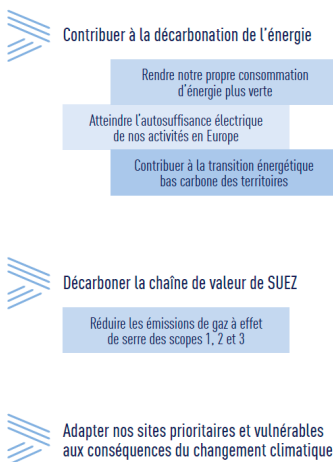 Contribuer à la décarbonation de l'énergie
Rendre notre propre consommation
d'énergie plus verte
Atteindre l'autosuffisance électrique
de nos activités en Europe
Contribuer à la transition énergétique
bas carbone des territoires
Décarboner la chaîne de valeur de SUEZ
Réduire les émissions de gaz à effet
de serre des scopes 1, 2 et 3
Adapter nos sites prioritaires et vulnérables
aux conséquences du changement climatique